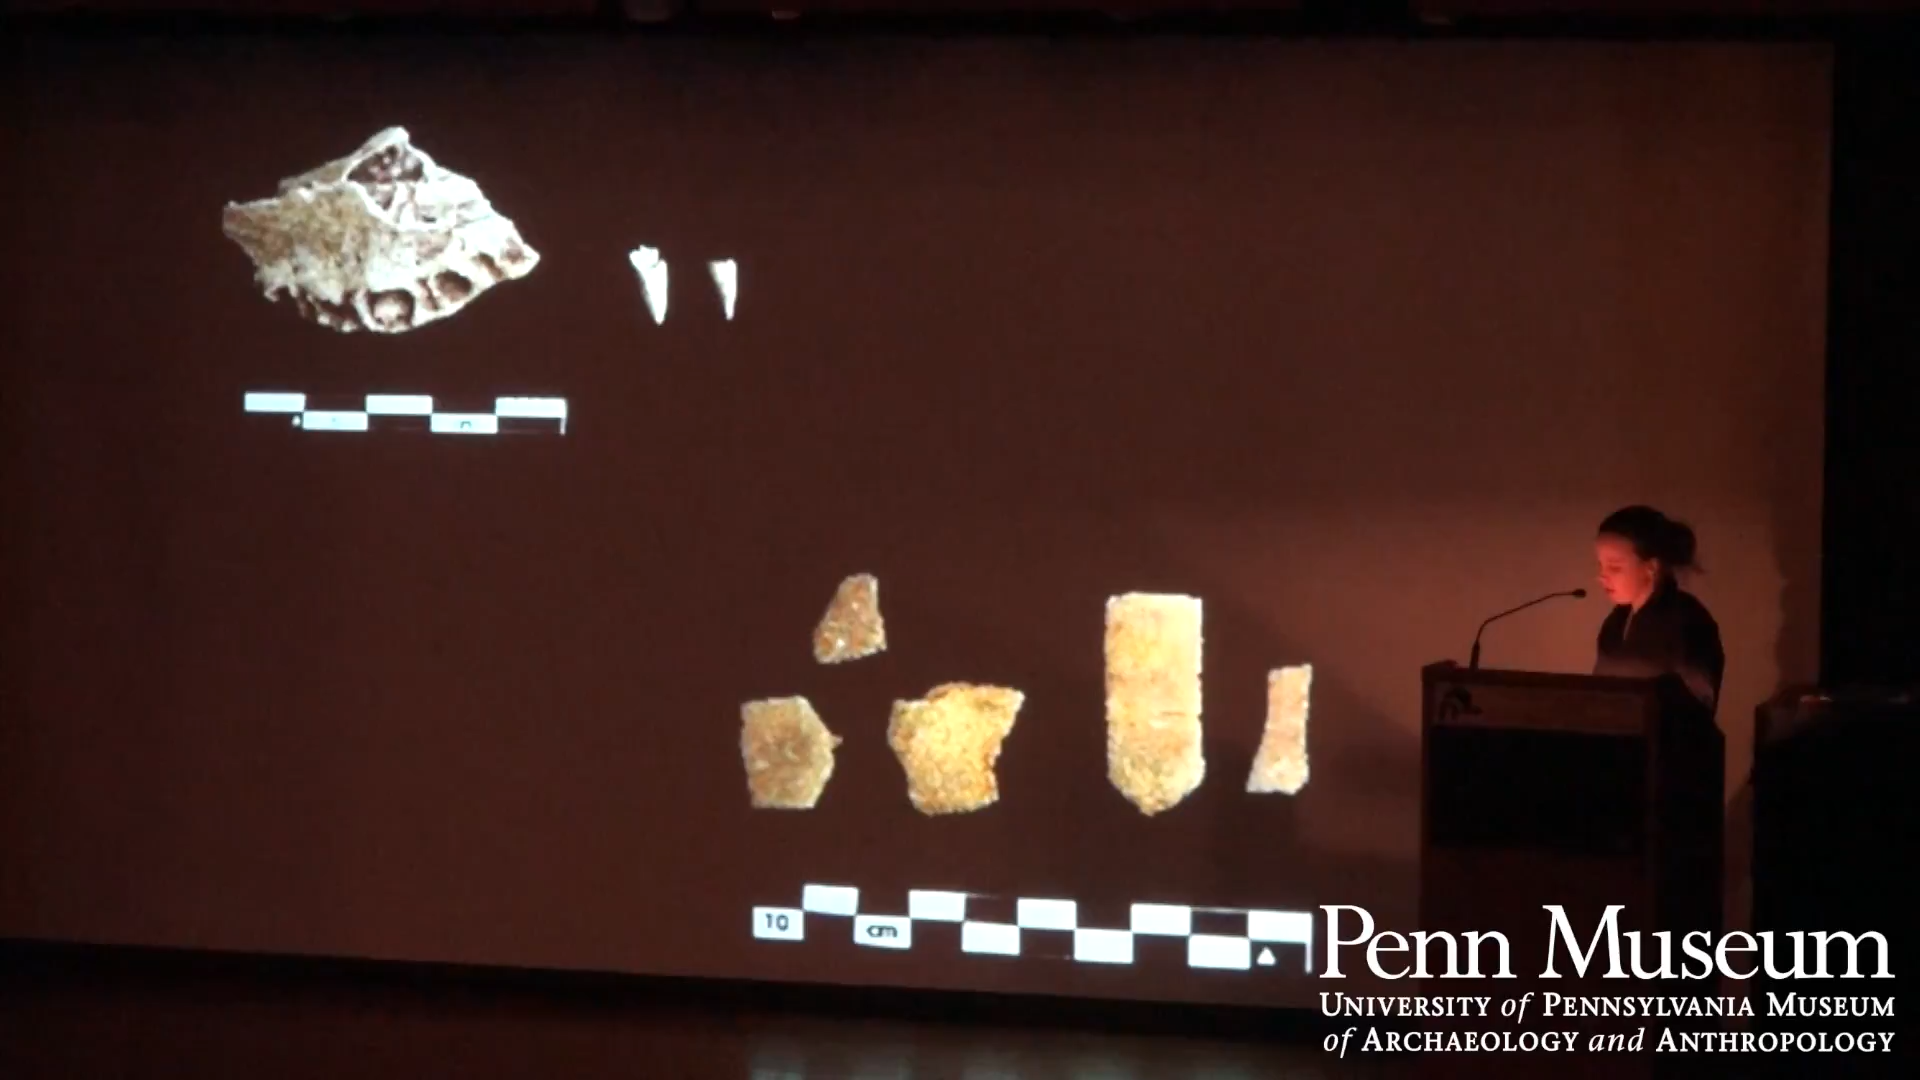 10
cm
Penn Museum
UNIVERSITY of PENNSYLVANIA MUSEUM
of ARCHAEOLOGY and ANTHROPOLOGY